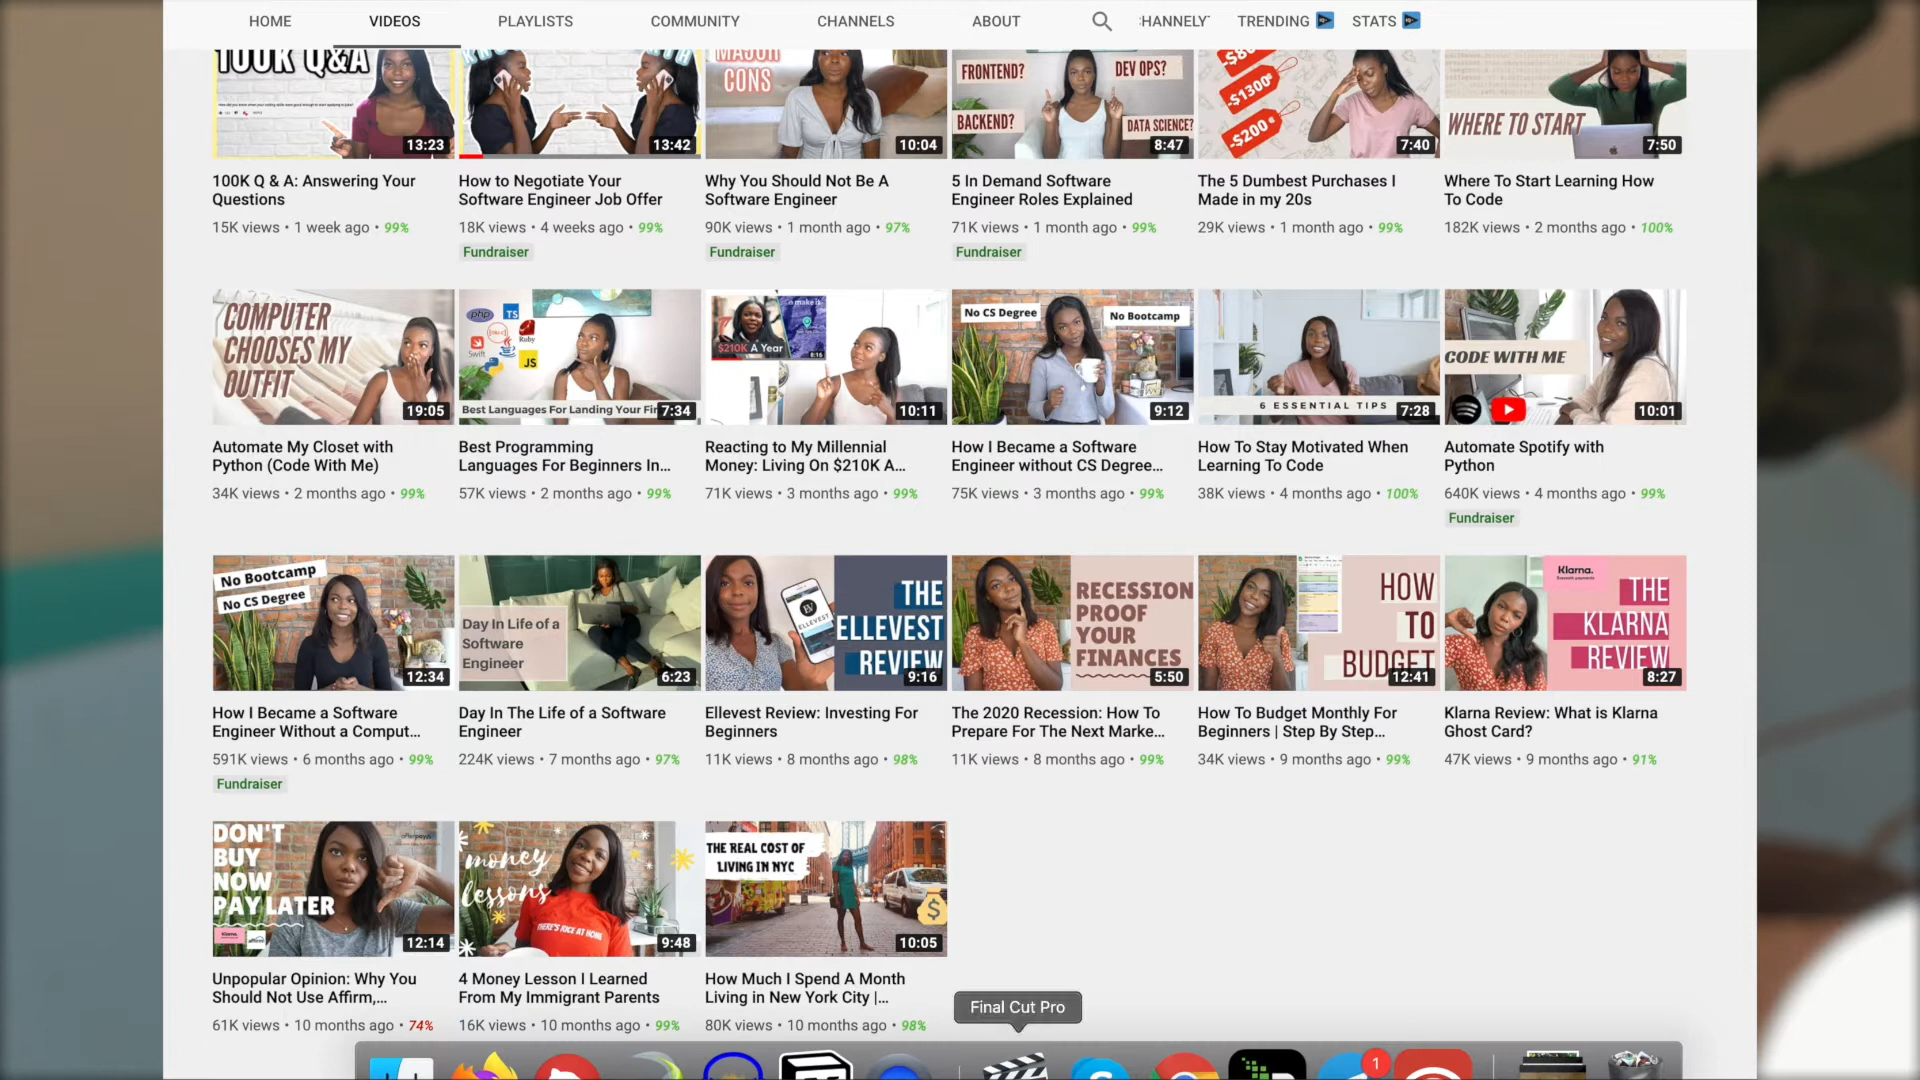 HOME VIDEOS PLAYLISTS COMMUNITY CHANNELS ABOUT HANNELY TRENDING STATS
100K Q&A
13:23
13:42
MAJOR
CONS
10:04
FRONTEND?
DEV OPS?
BACKEND?
DATA SCIENCE?
8:47
-$1300
-$200
7:40
WHERE TO START
7:50
100K Q & A: Answering Your
Questions
15K views • 1 week ago • 99%
How to Negotiate Your
Software Engineer Job Offer
18K views • 4 weeks ago • 99%
Fundraiser
Why You Should Not Be A
Software Engineer
90K views • 1 month ago • 97%
Fundraiser
5 In Demand Software
Engineer Roles Explained
71K views • 1 month ago • 99%
Fundraiser
The 5 Dumbest Purchases I
Made in my 20s
29K views • 1 month ago • 99%
Where To Start Learning How
To Code
182K views • 2 months ago • 100%
COMPUTER
CHOOSES MY
OUTFIT
19:05
php
TS
Ruby
Swift
JS
Best Languages For Landing Your Fir
7:34
$210K A Year
8:16
10:11
No CS Degree
No Bootcamp
9:12
6 ESSENTIAL TIPS
7:28
CODE WITH ME
10:01
Automate My Closet with
Python (Code With Me)
34K views • 2 months ago • 99%
Best Programming
Languages For Beginners In...
57K views • 2 months ago • 99%
Reacting to My Millennial
Money: Living On $210K A...
71K views • 3 months ago • 99%
How I Became a Software
Engineer without CS Degree...
75K views • 3 months ago • 99%
How To Stay Motivated When
Learning To Code
38K views • 4 months ago • 100%
Automate Spotify with
Python
640K views • 4 months ago • 99%
Fundraiser
No Bootcamp
No CS Degree
12:34
Day In Life of a
Software
Engineer
6:23
ELLEVEST
THE
ELLEVEST
REVIEW
9:16
RECESSION
PROOF
YOUR
FINANCES
5:50
HOW
TO
BUDGET
12:41
Klarna.
THE
KLARNA
REVIEW
8:27
How I Became a Software
Engineer Without a Comput...
591K views • 6 months ago • 99%
Fundraiser
Day In The Life of a Software
Engineer
224K views • 7 months ago • 97%
Ellevest Review: Investing For
Beginners
11K views • 8 months ago • 98%
The 2020 Recession: How To
Prepare For The Next Marke...
11K views • 8 months ago • 99%
How To Budget Monthly For
Beginners | Step By Step...
34K views • 9 months ago • 99%
Klarna Review: What is Klarna
Ghost Card?
47K views • 9 months ago • 91%
DON'T
BUY
NOW
PAY LATER
afterpay
Klarna.
affirm
12:14
money
lessons
THERE'S RICE AT HOME
9:48
THE REAL COST OF
LIVING IN NYC
$
10:05
Unpopular Opinion: Why You
Should Not Use Affirm,...
61K views • 10 months ago • 74%
4 Money Lesson I Learned
From My Immigrant Parents
16K views • 10 months ago • 99%
How Much I Spend A Month
Living in New York City |...
80K views • 10 months ago • 98%
Final Cut Pro
1